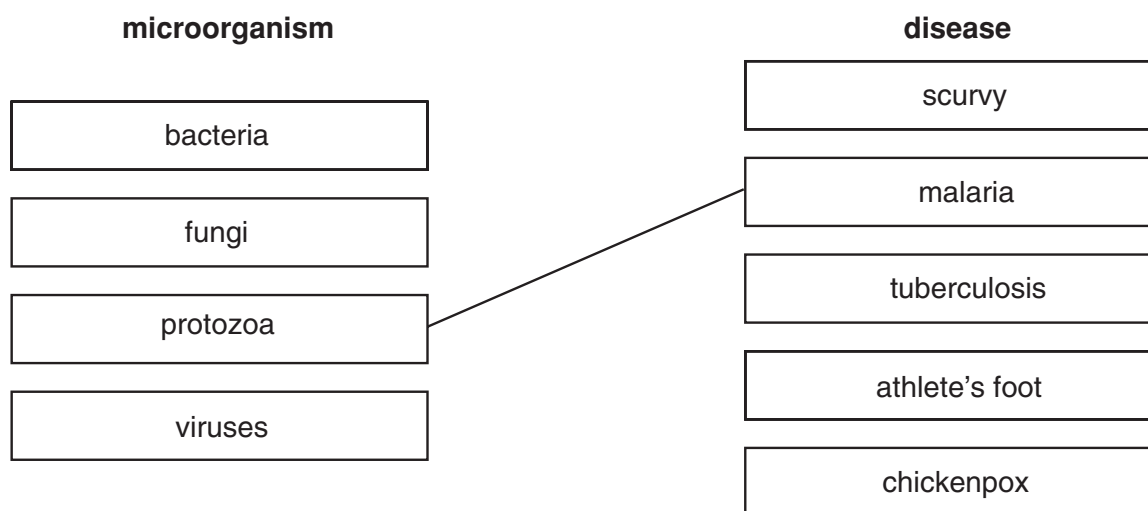 microorganism
bacteria
fungi
protozoa
viruses
disease
scurvy
malaria
tuberculosis
athlete’s foot
chickenpox